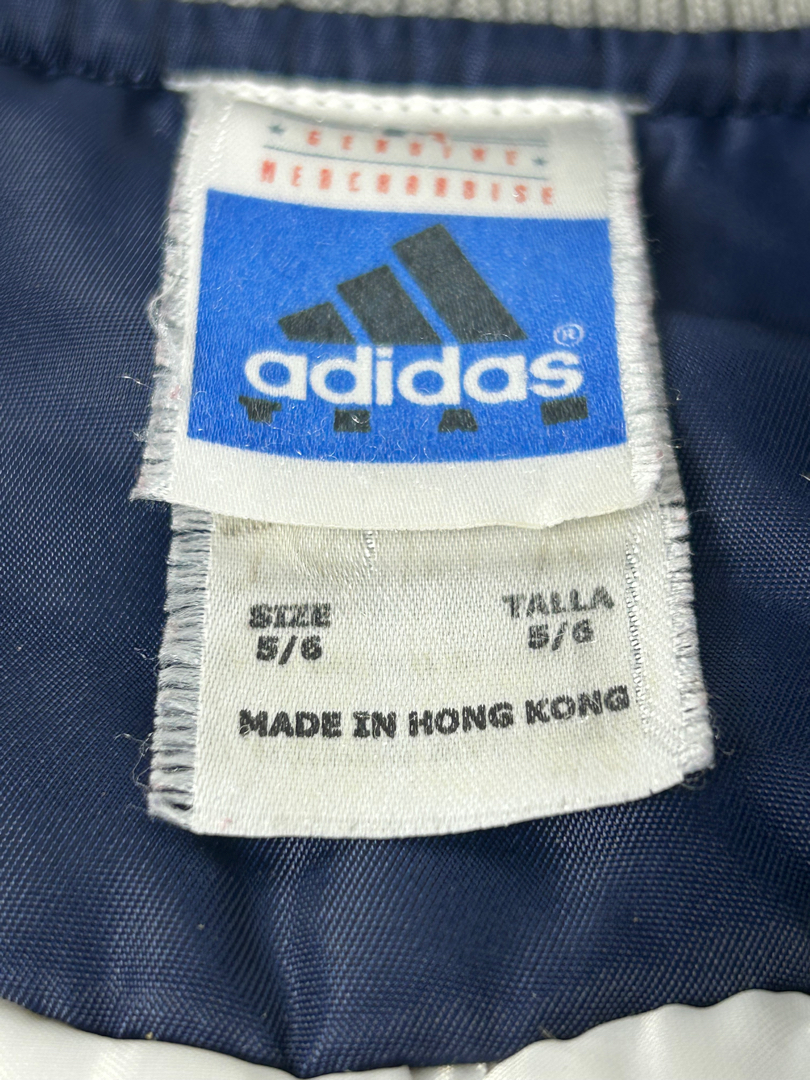 GENUINE
MERCHANDISE
adidas®
TEAM
SIZE TALLA
5/6 5/6
MADE IN HONG KONG